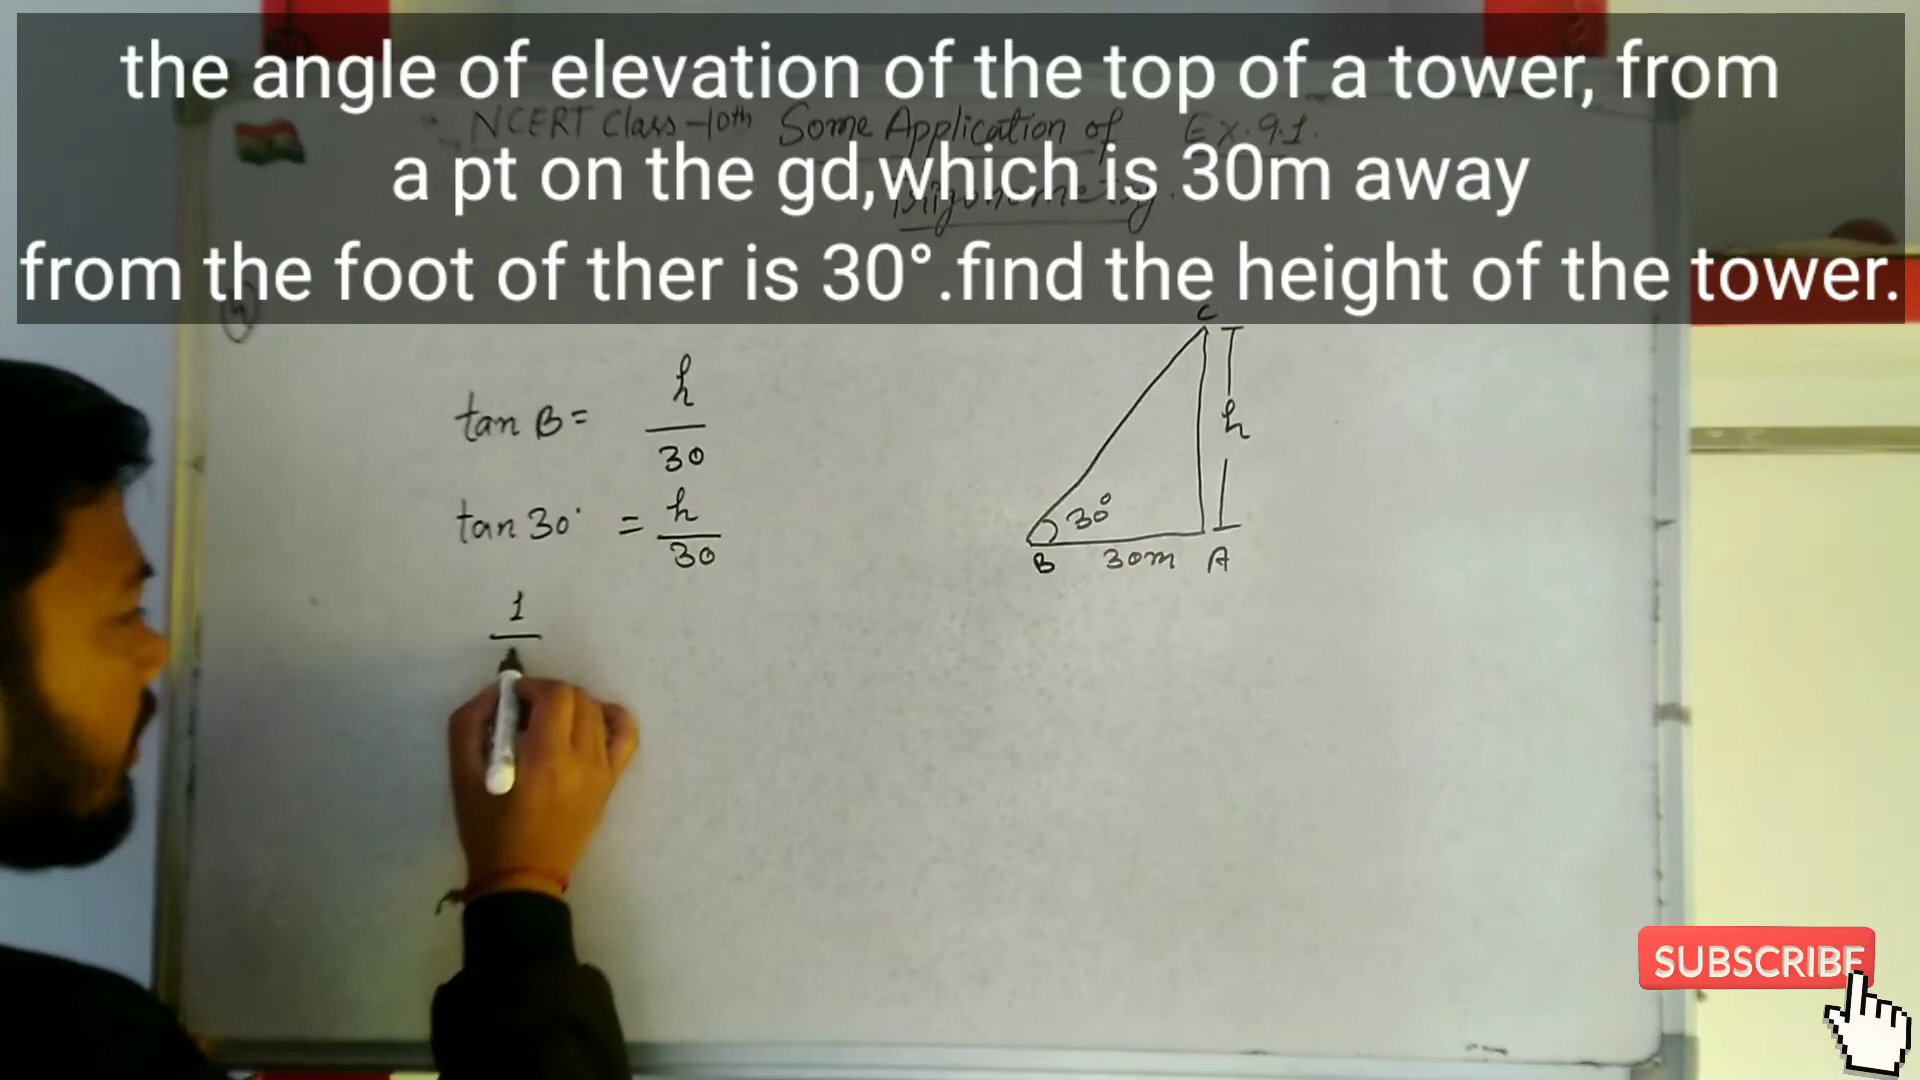 the angle of elevation of the top of a tower, from
a pt on the gd,which is 30m away
from the foot of ther is 30°.find the height of the tower.
NCERT Class-10th Some Application of Ex.9.1.
Trigonometry.
(4)
C
tan B = h/30
h
tan 30° = h/30
30°
B 30m A
1
SUBSCRIBE